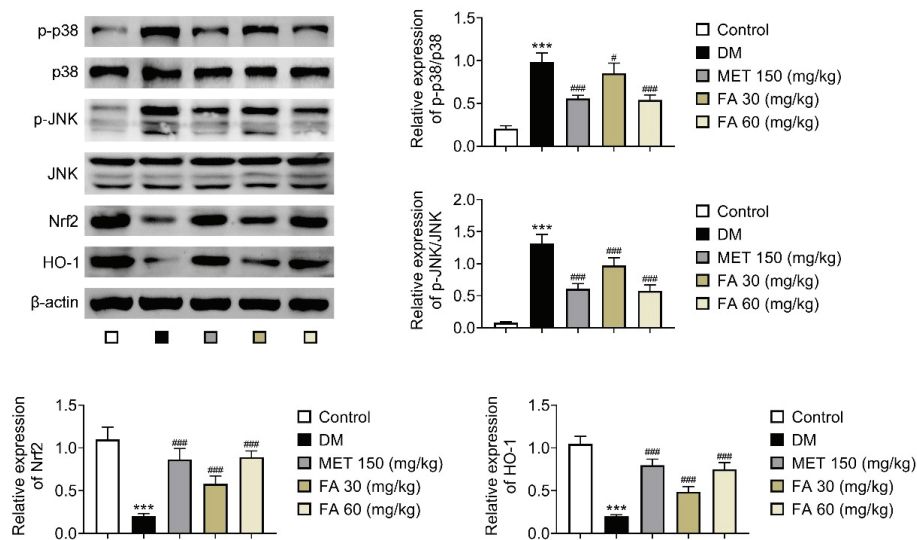 p-p38
p38
p-JNK
JNK
Nrf2
HO-1
β-actin
Relative expression
of p-p38/p38
1.5
1.0
0.5
0.0
***
###
#
###
Control
DM
MET 150 (mg/kg)
FA 30 (mg/kg)
FA 60 (mg/kg)
Relative expression
of p-JNK/JNK
2.0
1.5
1.0
0.5
0.0
***
###
###
###
Control
DM
MET 150 (mg/kg)
FA 30 (mg/kg)
FA 60 (mg/kg)
Relative expression
of Nrf2
1.5
1.0
0.5
0.0
***
###
###
###
Control
DM
MET 150 (mg/kg)
FA 30 (mg/kg)
FA 60 (mg/kg)
Relative expression
of HO-1
1.5
1.0
0.5
0.0
***
###
###
###
Control
DM
MET 150 (mg/kg)
FA 30 (mg/kg)
FA 60 (mg/kg)